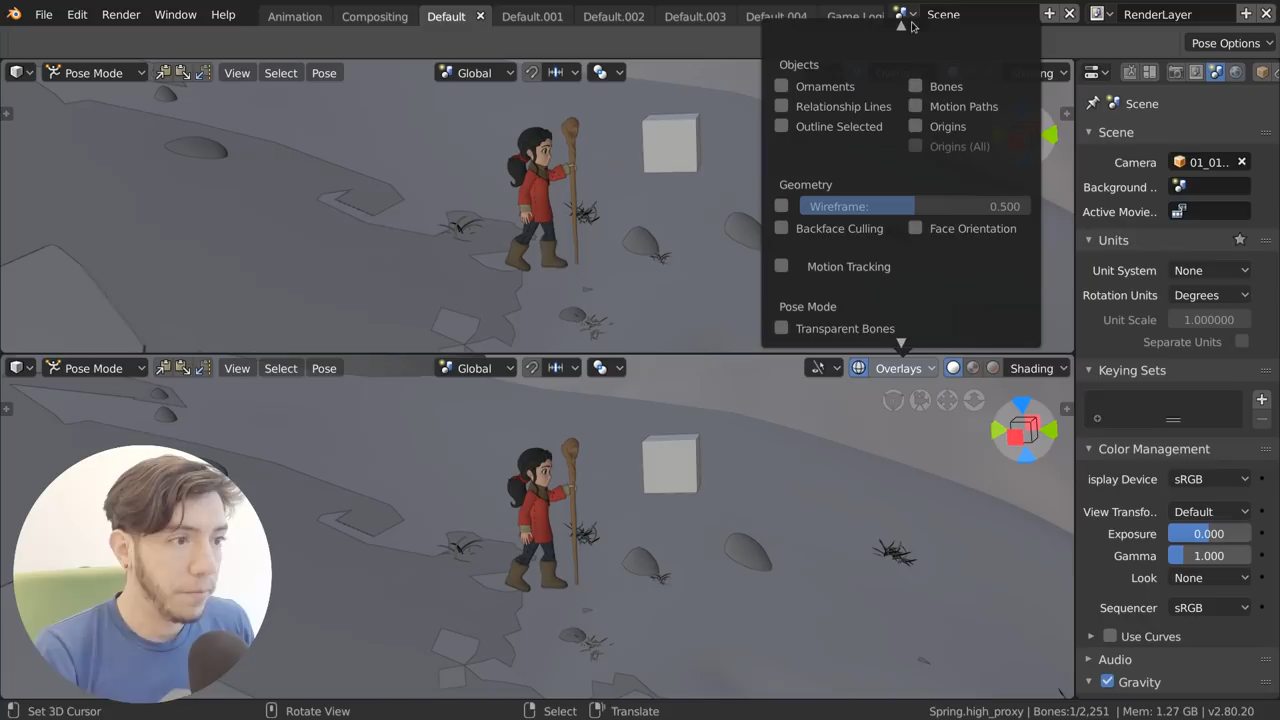 File Edit Render Window Help Animation Compositing Default Default.001 Default.002 Default.003 Default.004 Game Logi Scene RenderLayer
Pose Options
Pose Mode View Select Pose Global
Objects
Ornaments Bones
Relationship Lines Motion Paths
Outline Selected Origins
Origins (All)
Geometry
Wireframe: 0.500
Backface Culling Face Orientation
Motion Tracking
Pose Mode
Transparent Bones
Pose Mode View Select Pose Global Overlays Shading
Scene
Scene
Camera 01_01..
Background ..
Active Movie..
Units
Unit System None
Rotation Units Degrees
Unit Scale 1.000000
Separate Units
Keying Sets
Color Management
isplay Device sRGB
View Transfo.. Default
Exposure 0.000
Gamma 1.000
Look None
Sequencer sRGB
Use Curves
Audio
Gravity
Set 3D Cursor Rotate View Select Translate Spring.high_proxy | Bones:1/2,251 | Mem: 1.27 GB | v2.80.20